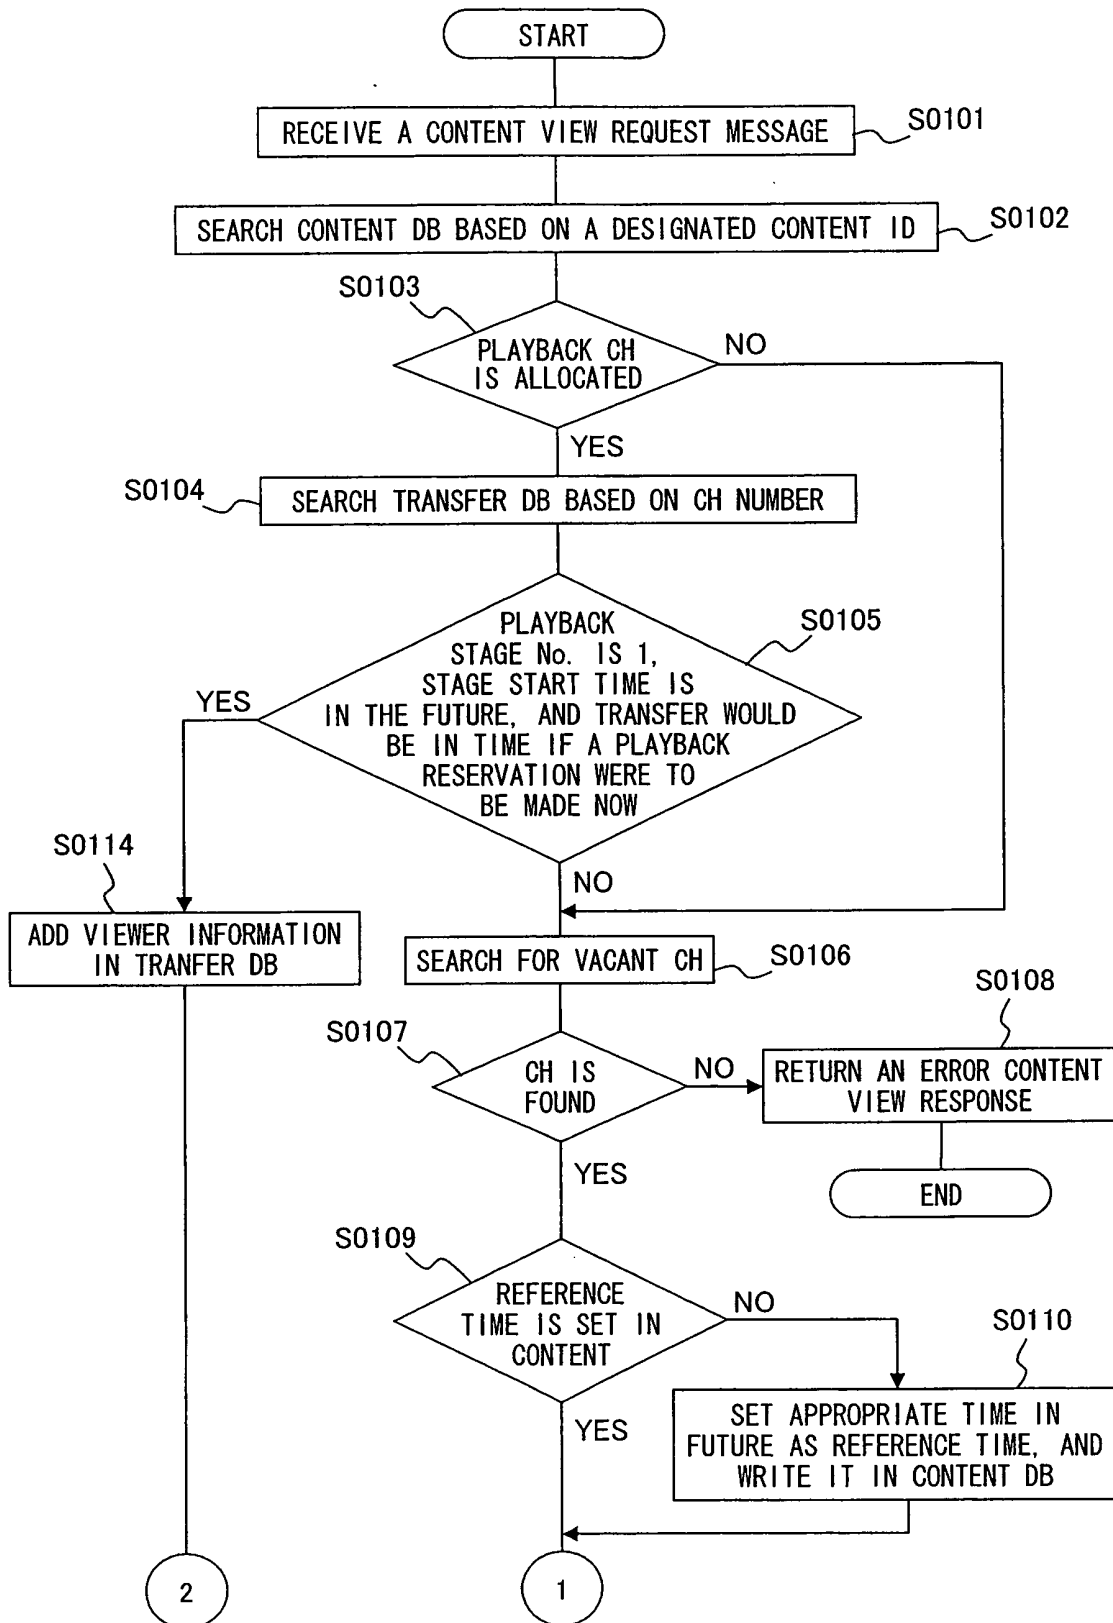 START
RECEIVE A CONTENT VIEW REQUEST MESSAGE
S0101
SEARCH CONTENT DB BASED ON A DESIGNATED CONTENT ID
S0102
S0103
PLAYBACK CH
IS ALLOCATED
NO
YES
S0104
SEARCH TRANSFER DB BASED ON CH NUMBER
S0105
PLAYBACK
STAGE No. IS 1,
STAGE START TIME IS
IN THE FUTURE, AND TRANSFER WOULD
BE IN TIME IF A PLAYBACK
RESERVATION WERE TO
BE MADE NOW
YES
NO
S0114
ADD VIEWER INFORMATION
IN TRANFER DB
SEARCH FOR VACANT CH
S0106
S0107
CH IS
FOUND
NO
S0108
RETURN AN ERROR CONTENT
VIEW RESPONSE
END
YES
S0109
REFERENCE
TIME IS SET IN
CONTENT
NO
YES
S0110
SET APPROPRIATE TIME IN
FUTURE AS REFERENCE TIME, AND
WRITE IT IN CONTENT DB
2
1